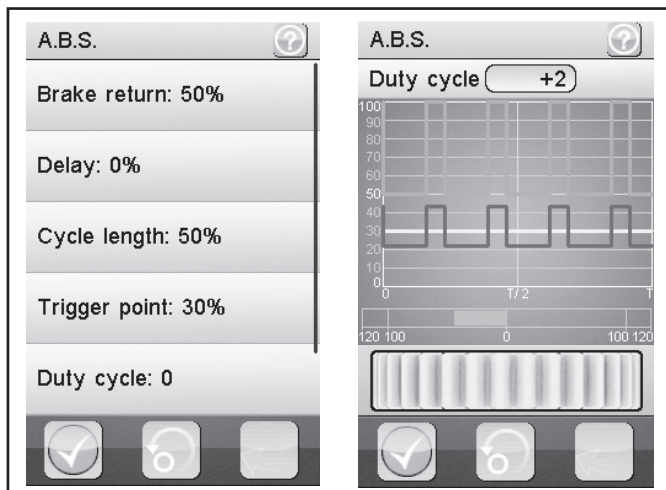 A.B.S.
?
Brake return: 50%
Delay: 0%
Cycle length: 50%
Trigger point: 30%
Duty cycle: 0
A.B.S.
?
Duty cycle +2
100
90
80
70
60
50
40
30
20
10
0
0 T/2 T
120 100 0 100 120